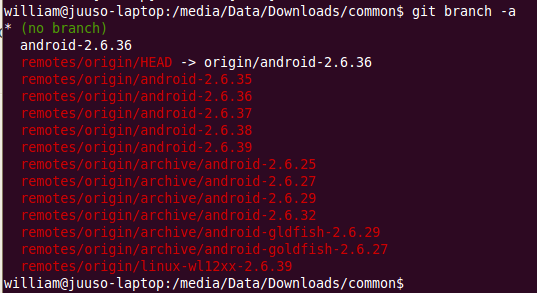 william@juuso-laptop:/media/Data/Downloads/common$ git branch -a
* (no branch)
android-2.6.36
remotes/origin/HEAD -> origin/android-2.6.36
remotes/origin/android-2.6.35
remotes/origin/android-2.6.36
remotes/origin/android-2.6.37
remotes/origin/android-2.6.38
remotes/origin/android-2.6.39
remotes/origin/archive/android-2.6.25
remotes/origin/archive/android-2.6.27
remotes/origin/archive/android-2.6.29
remotes/origin/archive/android-2.6.32
remotes/origin/archive/android-gldfish-2.6.29
remotes/origin/archive/android-goldfish-2.6.27
remotes/origin/linux-wl12xx-2.6.39
william@juuso-laptop:/media/Data/Downloads/common$